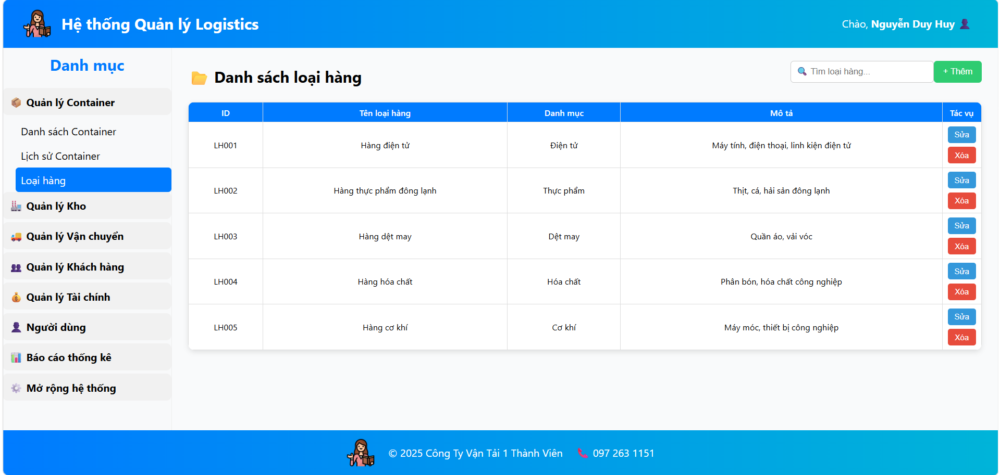 Hệ thống Quản lý Logistics
Chào, Nguyễn Duy Huy
Danh mục
Quản lý Container
Danh sách Container
Lịch sử Container
Loại hàng
Quản lý Kho
Quản lý Vận chuyển
Quản lý Khách hàng
Quản lý Tài chính
Người dùng
Báo cáo thống kê
Mở rộng hệ thống
Danh sách loại hàng
Tìm loại hàng...
+ Thêm
ID Tên loại hàng Danh mục Mô tả Tác vụ
LH001 Hàng điện tử Điện tử Máy tính, điện thoại, linh kiện điện tử Sửa
Xóa
LH002 Hàng thực phẩm đông lạnh Thực phẩm Thịt, cá, hải sản đông lạnh Sửa
Xóa
LH003 Hàng dệt may Dệt may Quần áo, vải vóc Sửa
Xóa
LH004 Hàng hóa chất Hóa chất Phân bón, hóa chất công nghiệp Sửa
Xóa
LH005 Hàng cơ khí Cơ khí Máy móc, thiết bị công nghiệp Sửa
Xóa
© 2025 Công Ty Vận Tải 1 Thành Viên 097 263 1151